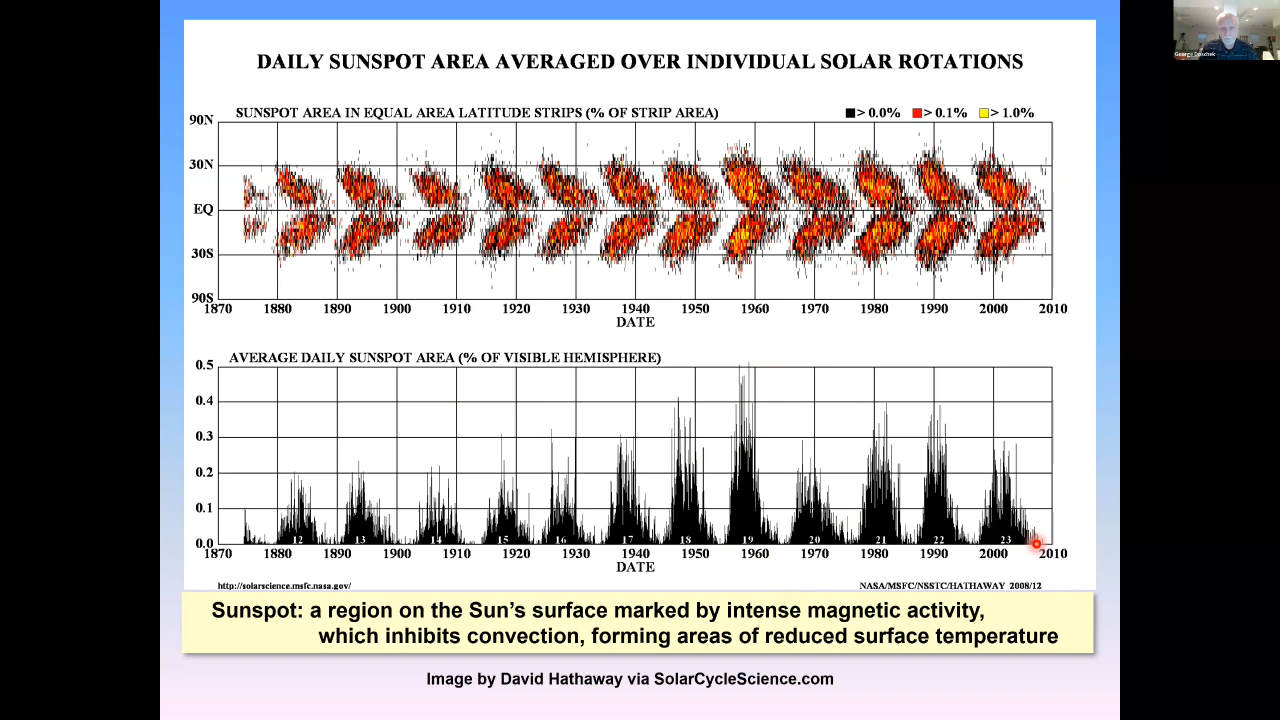 DAILY SUNSPOT AREA AVERAGED OVER INDIVIDUAL SOLAR ROTATIONS
SUNSPOT AREA IN EQUAL AREA LATITUDE STRIPS (% OF STRIP AREA)
> 0.0% > 0.1% > 1.0%
90N
30N
EQ
30S
90S
1870 1880 1890 1900 1910 1920 1930 1940 1950 1960 1970 1980 1990 2000 2010
DATE
AVERAGE DAILY SUNSPOT AREA (% OF VISIBLE HEMISPHERE)
0.5
0.4
0.3
0.2
0.1
0.0
12 13 14 15 16 17 18 19 20 21 22 23
1870 1880 1890 1900 1910 1920 1930 1940 1950 1960 1970 1980 1990 2000 2010
DATE
http://solarscience.msfc.nasa.gov/
NASA/MSFC/NSSTC/HATHAWAY 2008/12
Sunspot: a region on the Sun’s surface marked by intense magnetic activity,
which inhibits convection, forming areas of reduced surface temperature
Image by David Hathaway via SolarCycleScience.com
George Doschek